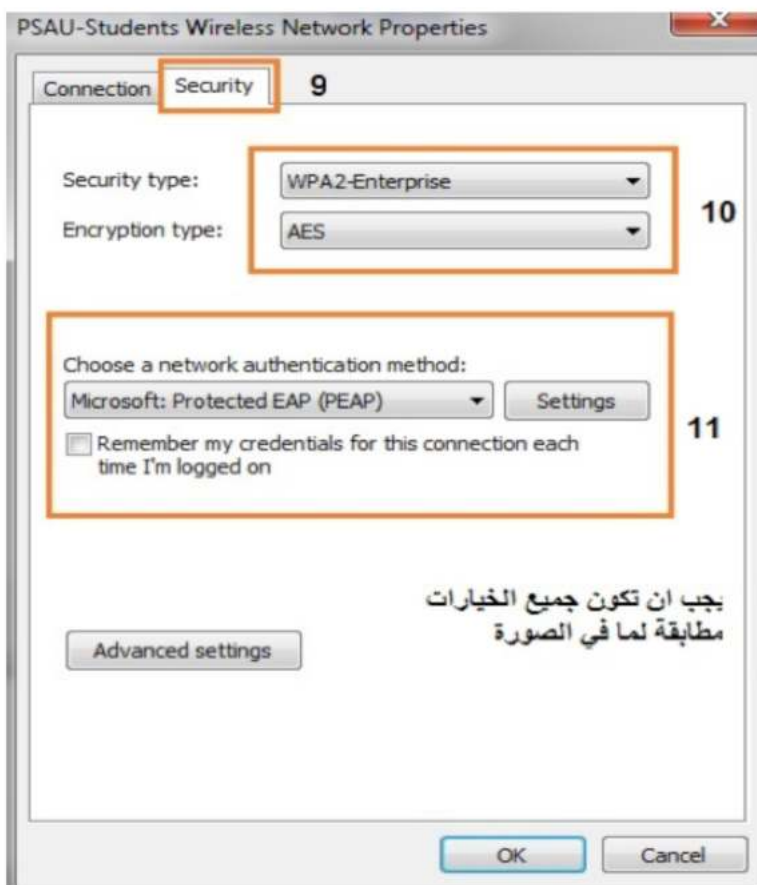 PSAU-Students Wireless Network Properties
Connection Security 9
Security type: WPA2-Enterprise
10
Encryption type: AES
Choose a network authentication method:
Microsoft: Protected EAP (PEAP) Settings
11
Remember my credentials for this connection each
time I'm logged on
يجب ان تكون جميع الخيارات
مطابقة لما في الصورة
Advanced settings
OK Cancel